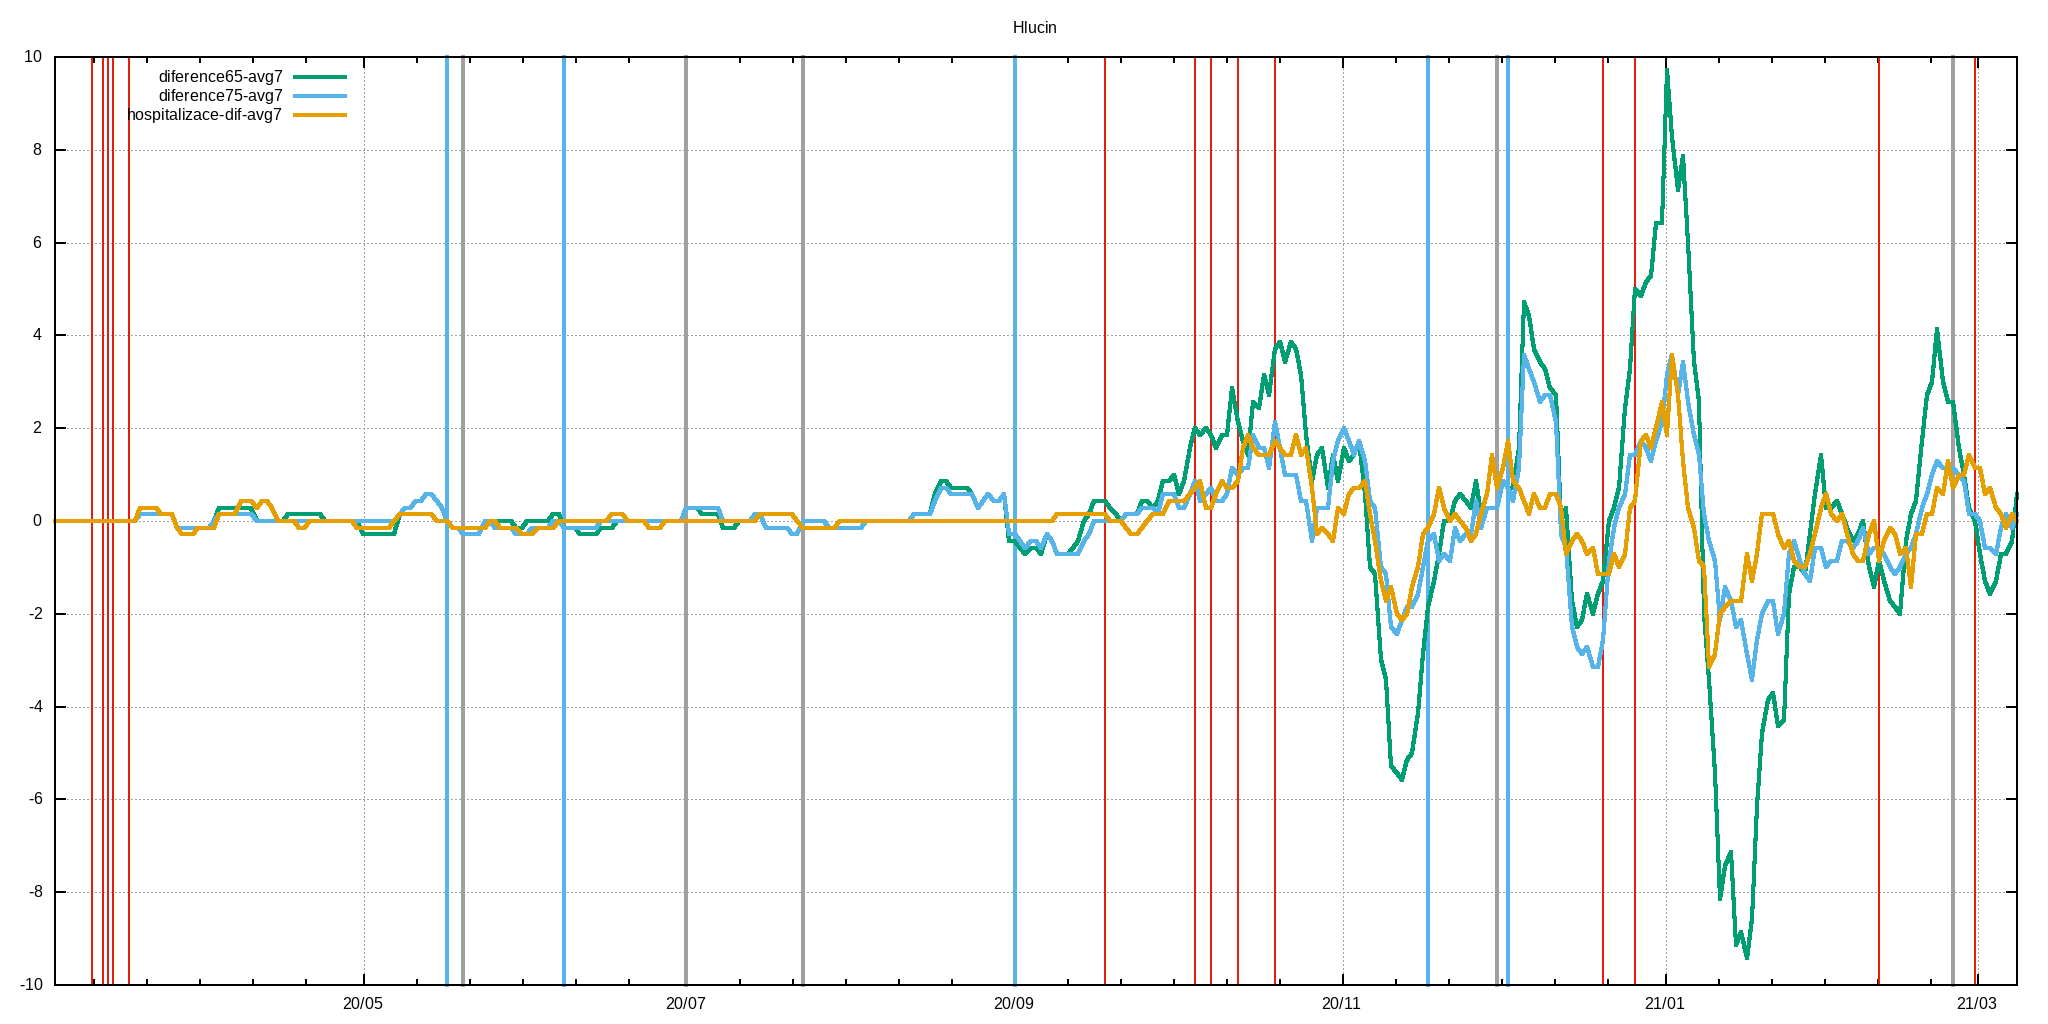 Hlucin
diference65-avg7
diference75-avg7
hospitalizace-dif-avg7
10
8
6
4
2
0
-2
-4
-6
-8
-10
20/05 20/07 20/09 20/11 21/01 21/03